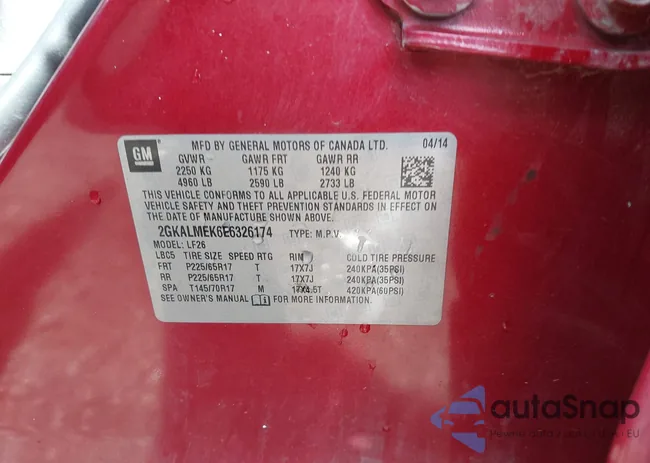 GM
MFD BY GENERAL MOTORS OF CANADA LTD. 04/14
GVWR GAWR FRT GAWR RR
2250 KG 1175 KG 1240 KG
4960 LB 2590 LB 2733 LB
THIS VEHICLE CONFORMS TO ALL APPLICABLE U.S. FEDERAL MOTOR
VEHICLE SAFETY AND THEFT PREVENTION STANDARDS IN EFFECT ON
THE DATE OF MANUFACTURE SHOWN ABOVE.
2GKALMEK6E6326174 TYPE: M.P.V.
MODEL: LF26
LBC5 TIRE SIZE SPEED RTG RIM COLD TIRE PRESSURE
FRT P225/65R17 T 17X7J 240KPA(35PSI)
RR P225/65R17 T 17X7J 240KPA(35PSI)
SPA T145/70R17 M 17X4.5T 420KPA(60PSI)
SEE OWNER'S MANUAL FOR MORE INFORMATION.
autaSnap
EU